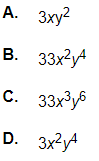 A. 3xy²
B. 33x²y⁴
C. 33x³y⁶
D. 3x²y⁴